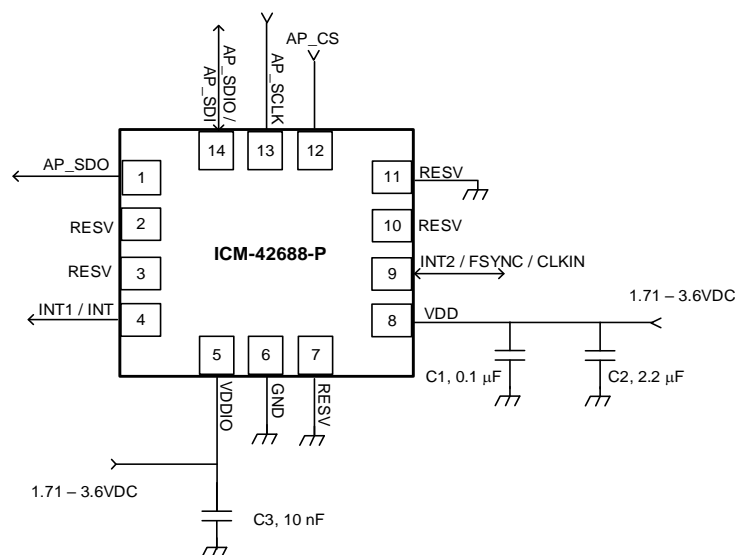 AP_SDIO /
AP_SDI
AP_SCLK
AP_CS
14
13
12
AP_SDO
1
11
RESV
RESV
2
10
RESV
ICM-42688-P
RESV
3
9
INT2 / FSYNC / CLKIN
INT1 / INT
4
8
VDD
1.71 – 3.6VDC
5
6
7
VDDIO
GND
RESV
C1, 0.1 µF
C2, 2.2 µF
1.71 – 3.6VDC
C3, 10 nF